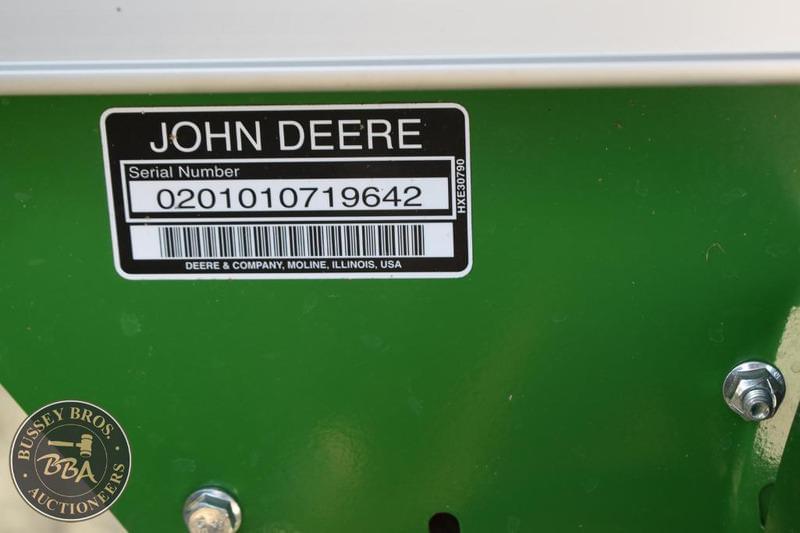 JOHN DEERE
Serial Number
0201010719642
HXE30790
DEERE & COMPANY, MOLINE, ILLINOIS, USA
BUSSEY BROS.
BBA
AUCTIONEERS